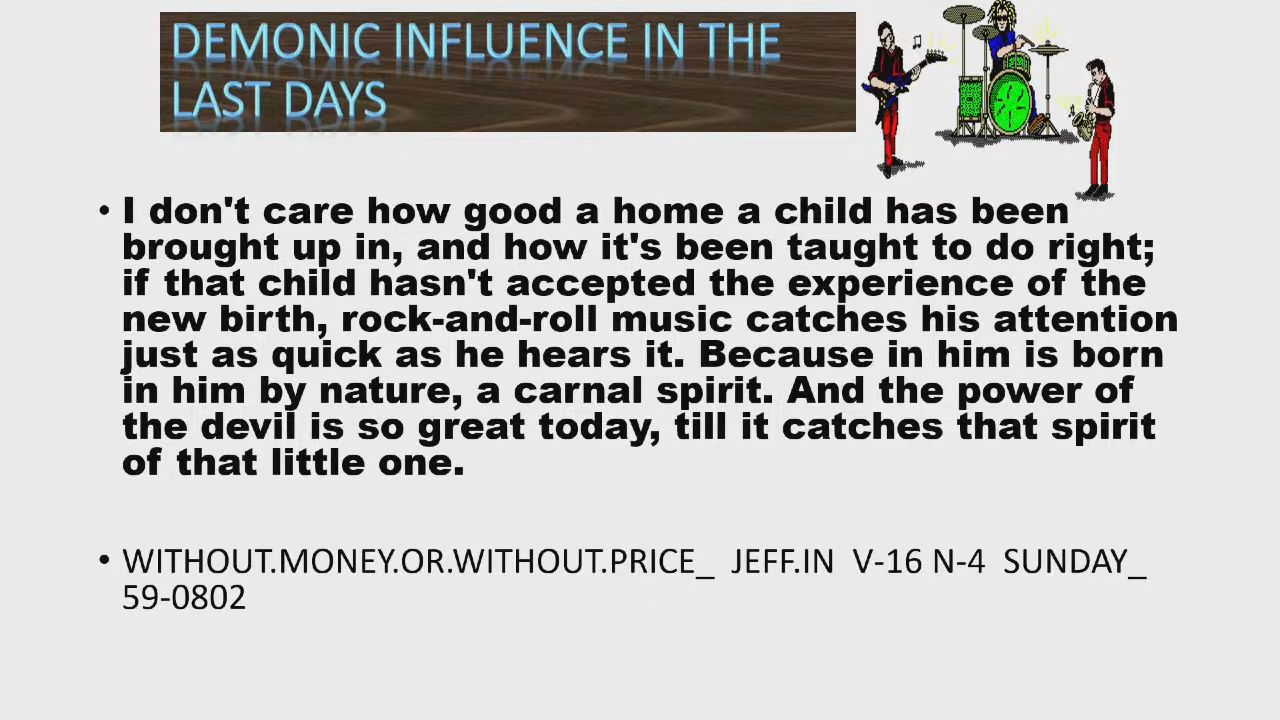 DEMONIC INFLUENCE IN THE
LAST DAYS
• I don't care how good a home a child has been
brought up in, and how it's been taught to do right;
if that child hasn't accepted the experience of the
new birth, rock-and-roll music catches his attention
just as quick as he hears it. Because in him is born
in him by nature, a carnal spirit. And the power of
the devil is so great today, till it catches that spirit
of that little one.
• WITHOUT.MONEY.OR.WITHOUT.PRICE_ JEFF.IN V-16 N-4 SUNDAY_
59-0802